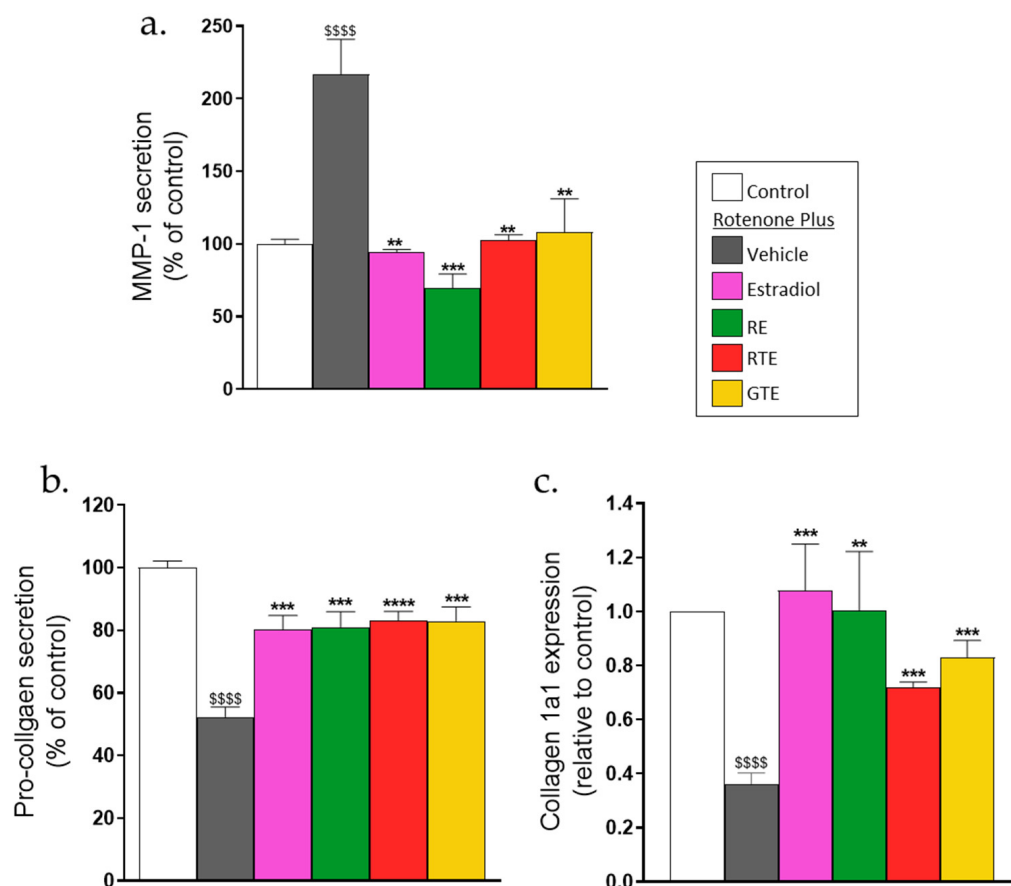 a.
MMP-1 secretion
(% of control)
250
200
150
100
50
0
$$$$
**
***
**
**
Control
Rotenone Plus
Vehicle
Estradiol
RE
RTE
GTE
b.
Pro-collgaen secretion
(% of control)
120
100
80
60
40
20
0
$$$$
***
***
****
***
c.
Collagen 1a1 expression
(relative to control)
1.4
1.2
1.0
0.8
0.6
0.4
0.2
0.0
$$$$
***
**
***
***